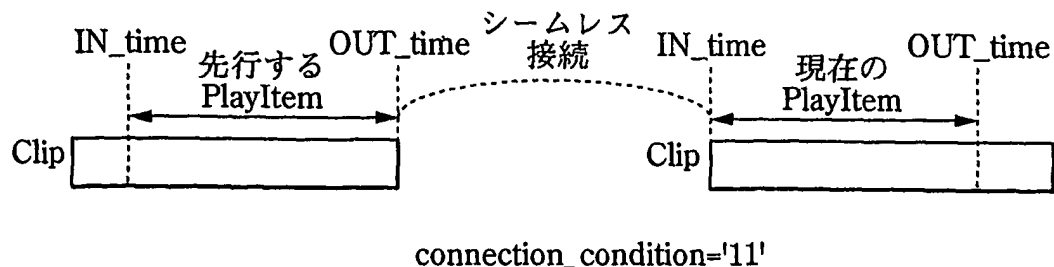 シームレス
接続
IN_time
OUT_time
先行する
PlayItem
IN_time
OUT_time
現在の
PlayItem
Clip
Clip
connection_condition='11'